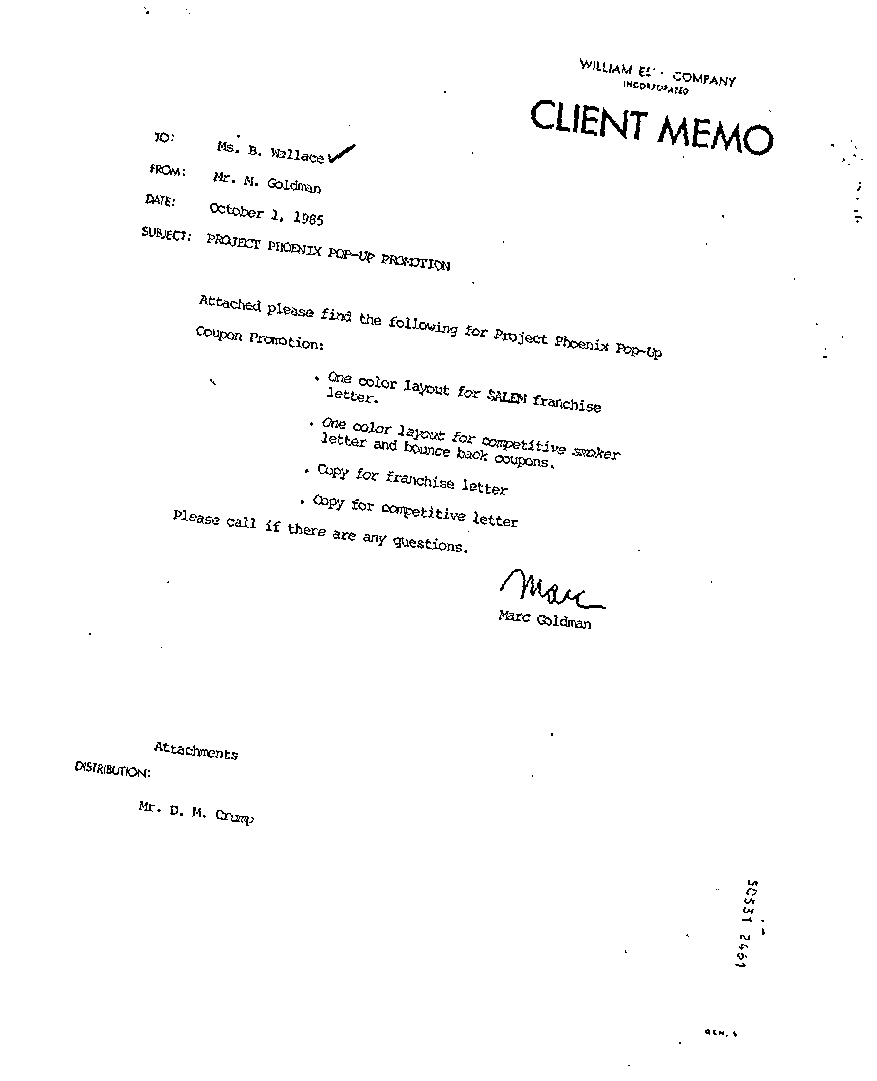 WILLIAM COMPANY
INCORPORATED
CLIENT MEMO
TO: Ms. B. Wallace
FROM: Mr. M. Goldman
DATE: October 1, 1985
SUBJECT: PROJECT PHOENIX POP-UP PROMOTION
Attached please find the following for Project Phoenix Pop-Up
Coupon Promotion:
. One color layout for SALEM franchise
letter.
. One color layout for competitive smoker
letter and bounce back coupons.
. Copy for franchise letter
. Copy for competitive letter
Please call if there are any questions.
Marc
Marc Goldman
Attachments
DISTRIBUTION:
Mr. D. M. Crump
50531 2461